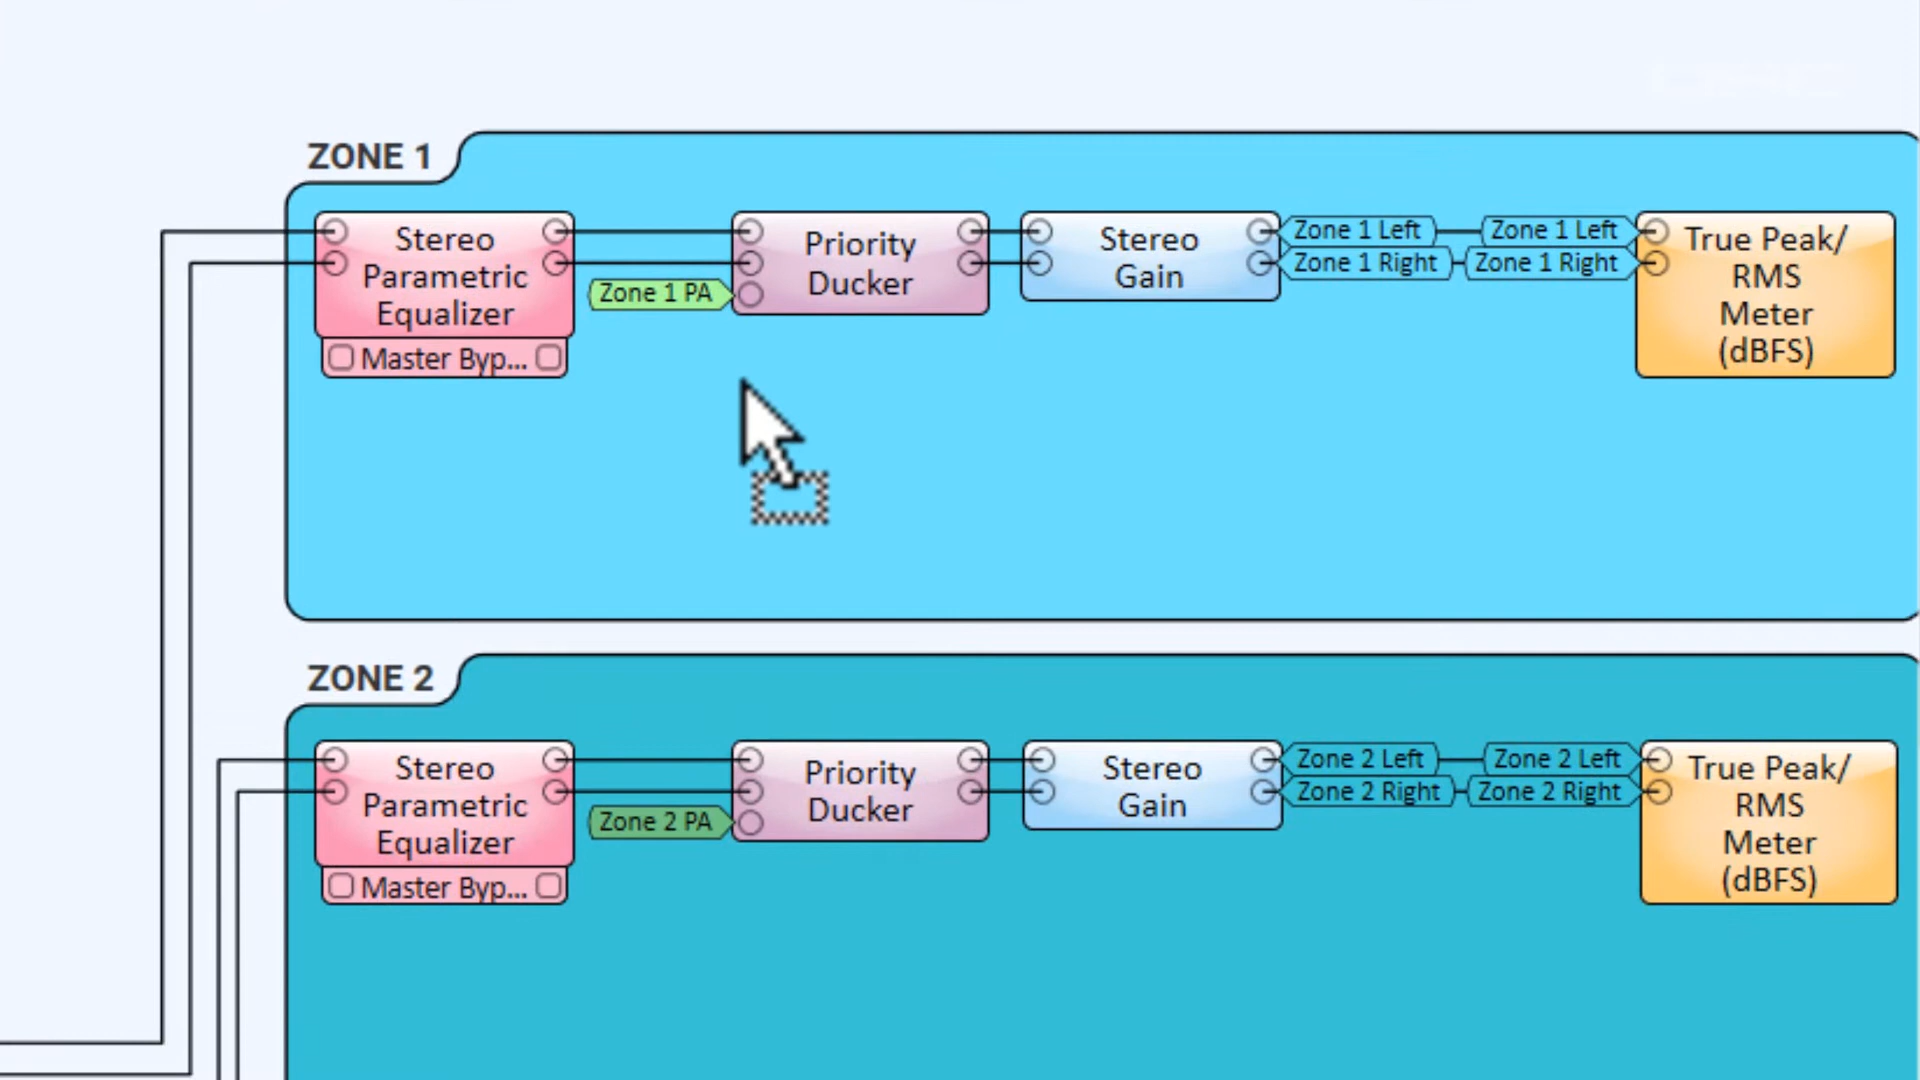 ZONE 1
Stereo
Parametric
Equalizer
Master Byp...
Zone 1 PA
Priority
Ducker
Stereo
Gain
Zone 1 Left
Zone 1 Right
Zone 1 Left
Zone 1 Right
True Peak/
RMS
Meter
(dBFS)
ZONE 2
Stereo
Parametric
Equalizer
Master Byp...
Zone 2 PA
Priority
Ducker
Stereo
Gain
Zone 2 Left
Zone 2 Right
Zone 2 Left
Zone 2 Right
True Peak/
RMS
Meter
(dBFS)